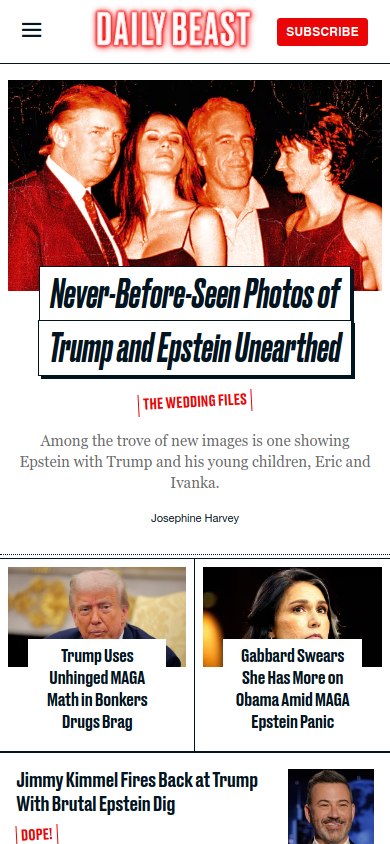 DAILY BEAST
SUBSCRIBE
Never-Before-Seen Photos of
Trump and Epstein Unearthed
THE WEDDING FILES
Among the trove of new images is one showing
Epstein with Trump and his young children, Eric and
Ivanka.
Josephine Harvey
Trump Uses
Unhinged MAGA
Math in Bonkers
Drugs Brag
Gabbard Swears
She Has More on
Obama Amid MAGA
Epstein Panic
Jimmy Kimmel Fires Back at Trump
With Brutal Epstein Dig
DOPE!